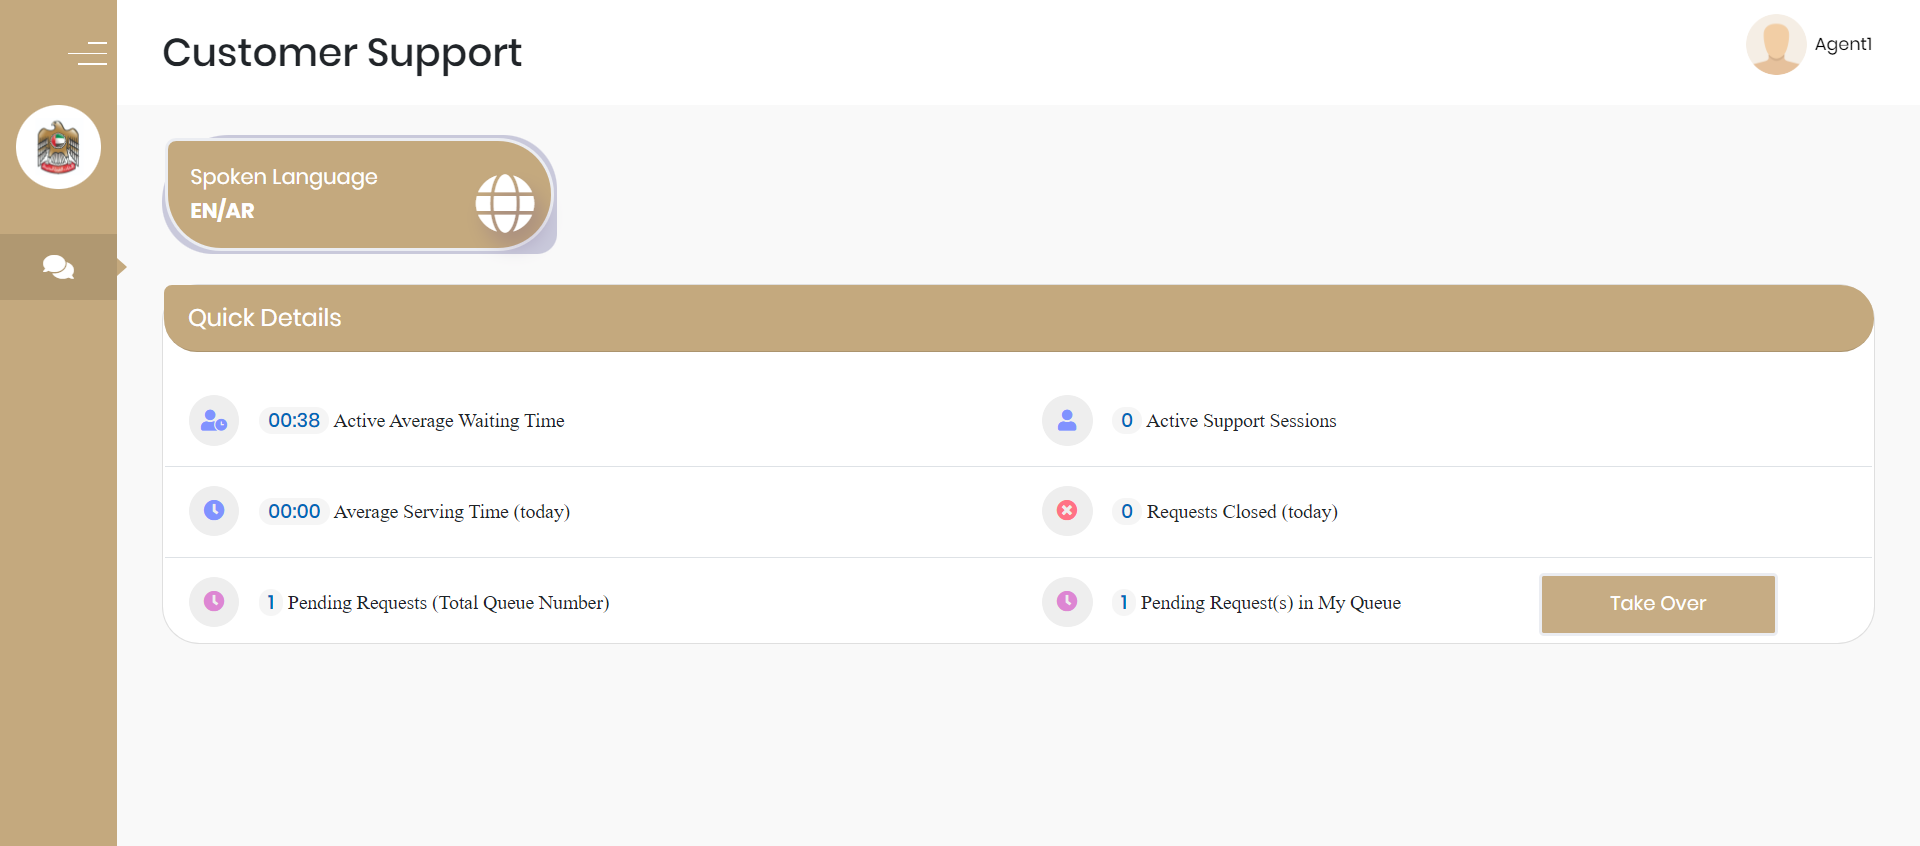 Customer Support
Agent1
Spoken Language
EN/AR
Quick Details
00:38 Active Average Waiting Time
0 Active Support Sessions
00:00 Average Serving Time (today)
0 Requests Closed (today)
1 Pending Requests (Total Queue Number)
1 Pending Request(s) in My Queue
Take Over